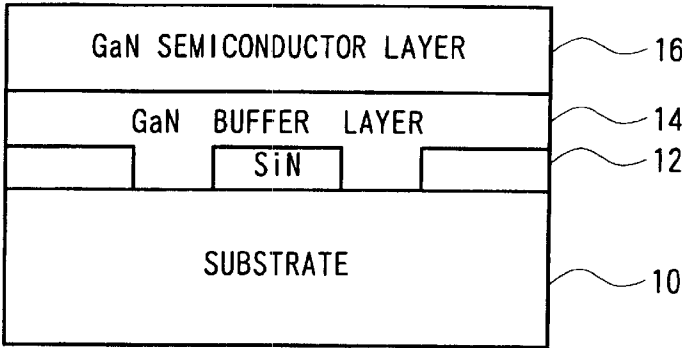 GaN SEMICONDUCTOR LAYER
16
GaN BUFFER LAYER
14
SiN
12
SUBSTRATE
10